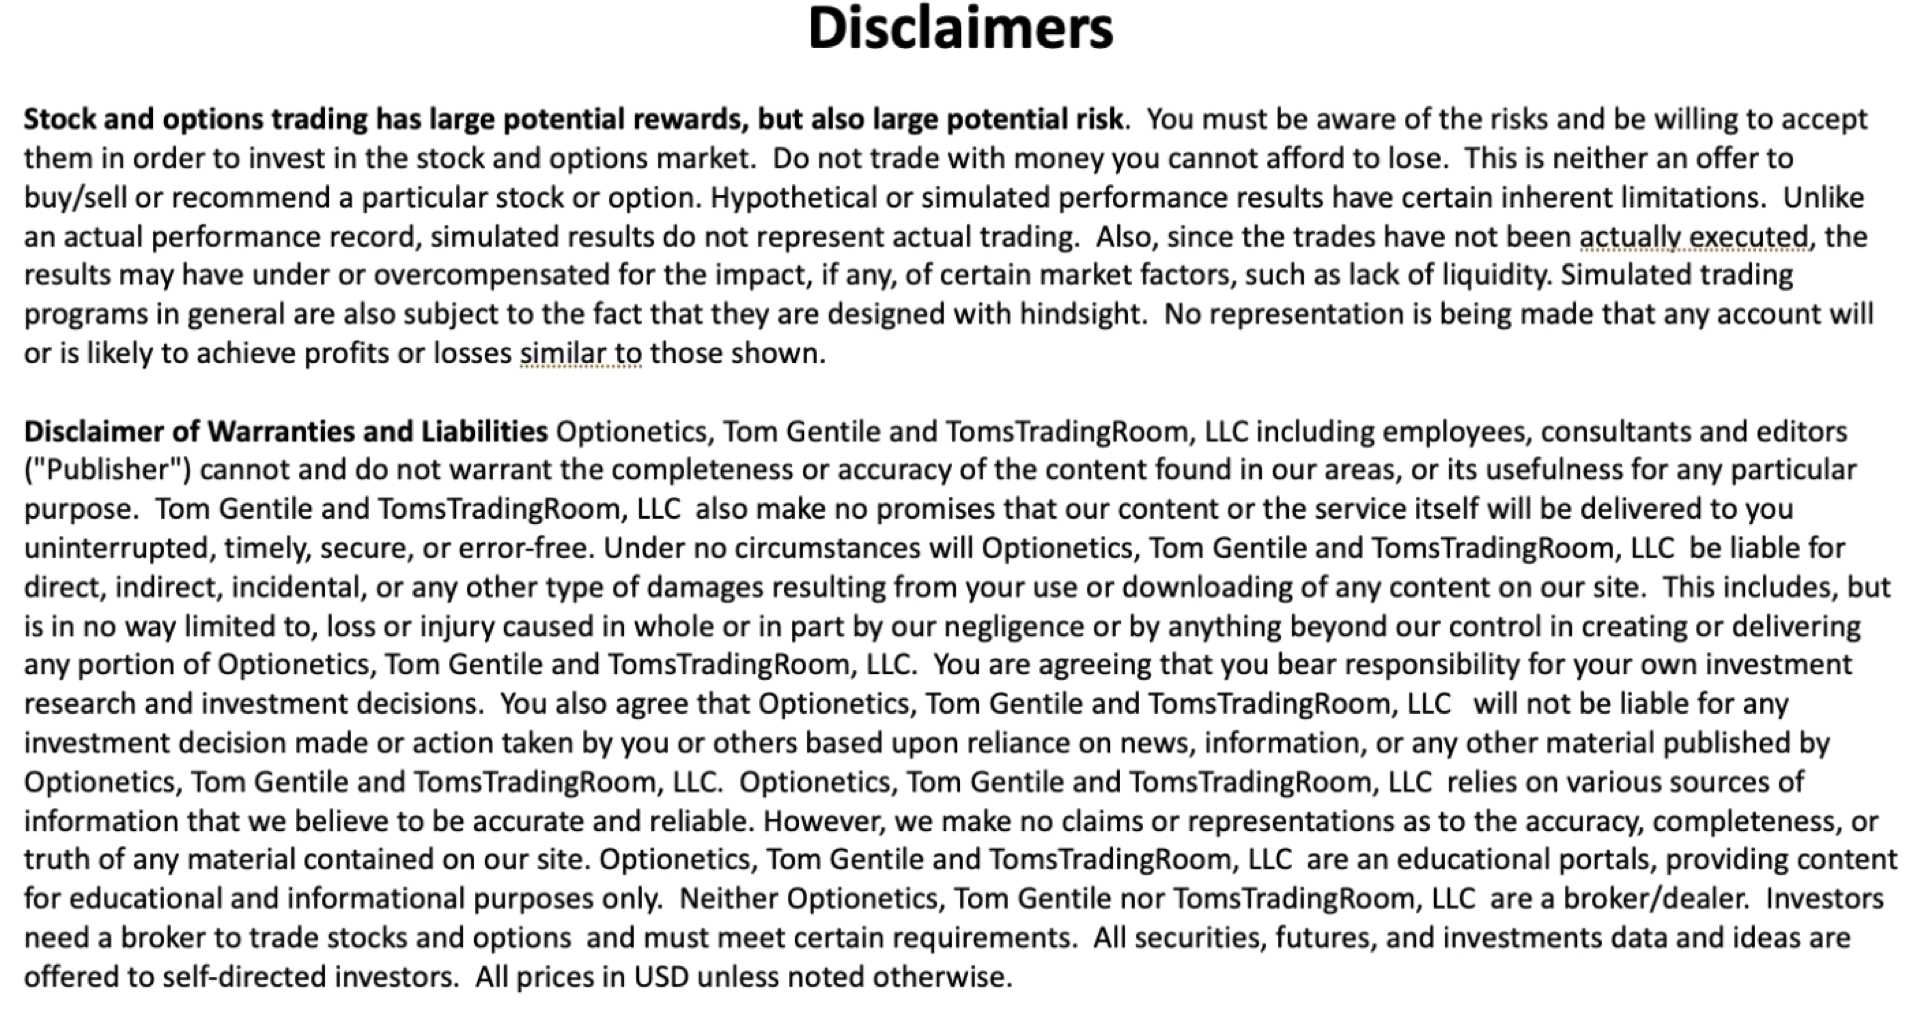 Disclaimers
Stock and options trading has large potential rewards, but also large potential risk.  You must be aware of the risks and be willing to accept
them in order to invest in the stock and options market.  Do not trade with money you cannot afford to lose.  This is neither an offer to
buy/sell or recommend a particular stock or option. Hypothetical or simulated performance results have certain inherent limitations.  Unlike
an actual performance record, simulated results do not represent actual trading.  Also, since the trades have not been actually executed, the
results may have under or overcompensated for the impact, if any, of certain market factors, such as lack of liquidity. Simulated trading
programs in general are also subject to the fact that they are designed with hindsight.  No representation is being made that any account will
or is likely to achieve profits or losses similar to those shown.
Disclaimer of Warranties and Liabilities Optionetics, Tom Gentile and TomsTradingRoom, LLC including employees, consultants and editors
("Publisher") cannot and do not warrant the completeness or accuracy of the content found in our areas, or its usefulness for any particular
purpose.  Tom Gentile and TomsTradingRoom, LLC  also make no promises that our content or the service itself will be delivered to you
uninterrupted, timely, secure, or error-free. Under no circumstances will Optionetics, Tom Gentile and TomsTradingRoom, LLC  be liable for
direct, indirect, incidental, or any other type of damages resulting from your use or downloading of any content on our site.  This includes, but
is in no way limited to, loss or injury caused in whole or in part by our negligence or by anything beyond our control in creating or delivering
any portion of Optionetics, Tom Gentile and TomsTradingRoom, LLC.  You are agreeing that you bear responsibility for your own investment
research and investment decisions.  You also agree that Optionetics, Tom Gentile and TomsTradingRoom, LLC   will not be liable for any
investment decision made or action taken by you or others based upon reliance on news, information, or any other material published by
Optionetics, Tom Gentile and TomsTradingRoom, LLC.  Optionetics, Tom Gentile and TomsTradingRoom, LLC  relies on various sources of
information that we believe to be accurate and reliable. However, we make no claims or representations as to the accuracy, completeness, or
truth of any material contained on our site. Optionetics, Tom Gentile and TomsTradingRoom, LLC  are an educational portals, providing content
for educational and informational purposes only.  Neither Optionetics, Tom Gentile nor TomsTradingRoom, LLC  are a broker/dealer.  Investors
need a broker to trade stocks and options  and must meet certain requirements.  All securities, futures, and investments data and ideas are
offered to self-directed investors.  All prices in USD unless noted otherwise.